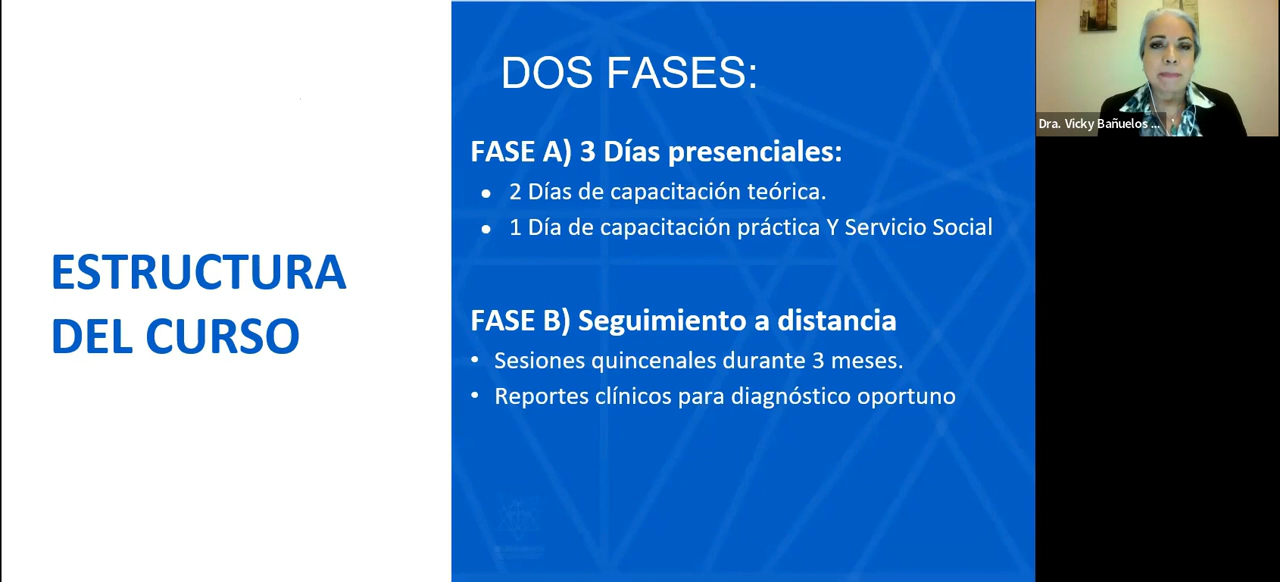 ESTRUCTURA
DEL CURSO
DOS FASES:
FASE A) 3 Días presenciales:
• 2 Días de capacitación teórica.
• 1 Día de capacitación práctica Y Servicio Social
FASE B) Seguimiento a distancia
• Sesiones quincenales durante 3 meses.
• Reportes clínicos para diagnóstico oportuno
Dra. Vicky Bañuelos ...